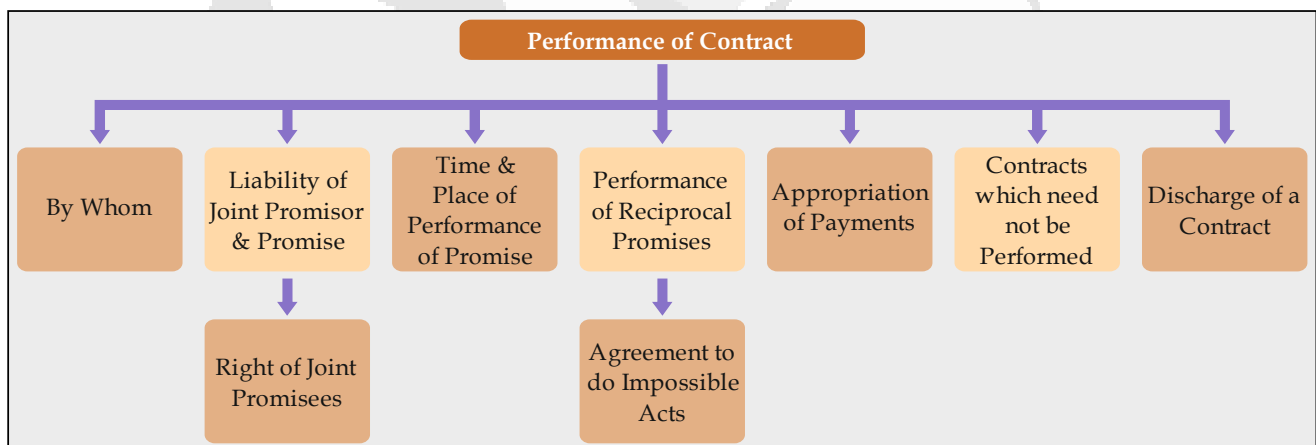 Performance of Contract
By Whom
Liability of
Joint Promisor
& Promise
Time &
Place of
Performance
of Promise
Performance
of Reciprocal
Promises
Appropriation
of Payments
Contracts
which need
not be
Performed
Discharge of a
Contract
Right of Joint
Promisees
Agreement to
do Impossible
Acts